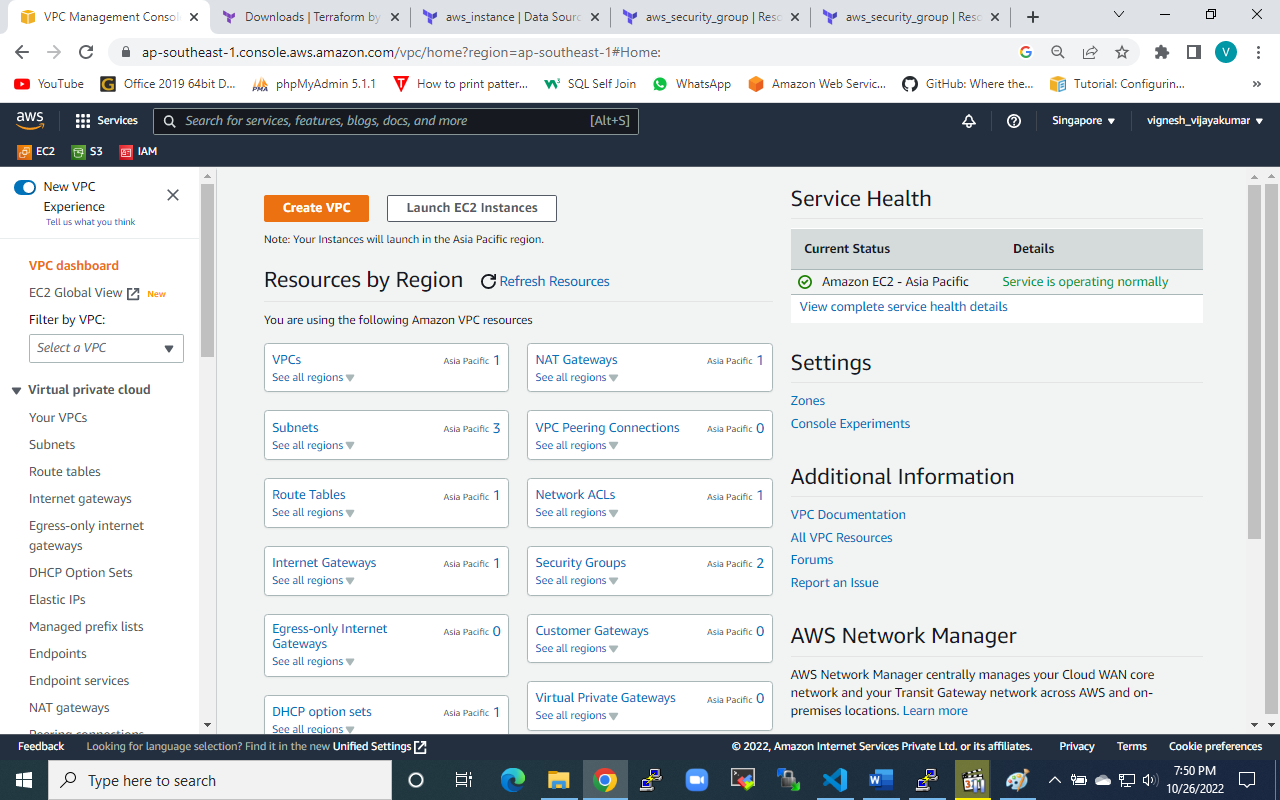 VPC Management Consol
Downloads | Terraform by
aws_instance | Data Sour
aws_security_group | Reso
aws_security_group | Reso
ap-southeast-1.console.aws.amazon.com/vpc/home?region=ap-southeast-1#Home:
V
YouTube
Office 2019 64bit D...
phpMyAdmin 5.1.1
How to print patter...
SQL Self Join
WhatsApp
Amazon Web Servic...
GitHub: Where the...
Tutorial: Configurin...
»
aws
Services
Search for services, features, blogs, docs, and more
[Alt+S]
Singapore
vignesh_vijayakumar
EC2
S3
IAM
New VPC
Experience
Tell us what you think
VPC dashboard
EC2 Global View New
Filter by VPC:
Select a VPC
Virtual private cloud
Your VPCs
Subnets
Route tables
Internet gateways
Egress-only internet
gateways
DHCP Option Sets
Elastic IPs
Managed prefix lists
Endpoints
Endpoint services
NAT gateways
Peering connections
Create VPC
Launch EC2 Instances
Note: Your Instances will launch in the Asia Pacific region.
Resources by Region
Refresh Resources
You are using the following Amazon VPC resources
VPCs Asia Pacific 1
See all regions
NAT Gateways Asia Pacific 1
See all regions
Subnets Asia Pacific 3
See all regions
VPC Peering Connections Asia Pacific 0
See all regions
Route Tables Asia Pacific 1
See all regions
Network ACLs Asia Pacific 1
See all regions
Internet Gateways Asia Pacific 1
See all regions
Security Groups Asia Pacific 2
See all regions
Egress-only Internet Asia Pacific 0
Gateways
See all regions
Customer Gateways Asia Pacific 0
See all regions
DHCP option sets Asia Pacific 1
See all regions
Virtual Private Gateways Asia Pacific 0
See all regions
Service Health
Current Status Details
Amazon EC2 - Asia Pacific Service is operating normally
View complete service health details
Settings
Zones
Console Experiments
Additional Information
VPC Documentation
All VPC Resources
Forums
Report an Issue
AWS Network Manager
AWS Network Manager centrally manages your Cloud WAN core
network and your Transit Gateway network across AWS and on-
premises locations. Learn more
Feedback
Looking for language selection? Find it in the new Unified Settings
© 2022, Amazon Internet Services Private Ltd. or its affiliates.
Privacy
Terms
Cookie preferences
Type here to search
7:50 PM
10/26/2022